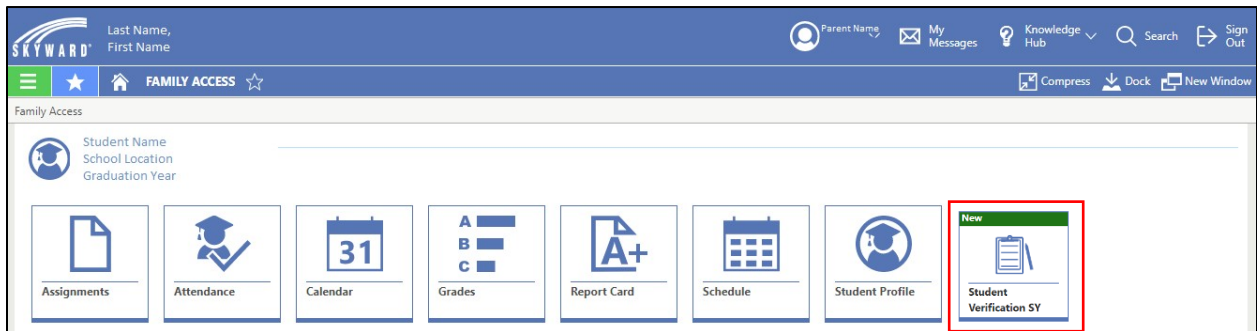 SKYWARD
Last Name,
First Name
Parent Name
My
Messages
Knowledge
Hub
Search
Sign
Out
FAMILY ACCESS
Compress
Dock
New Window
Family Access
Student Name
School Location
Graduation Year
Assignments
Attendance
31
Calendar
A
B
C
Grades
A+
Report Card
Schedule
Student Profile
New
Student
Verification SY